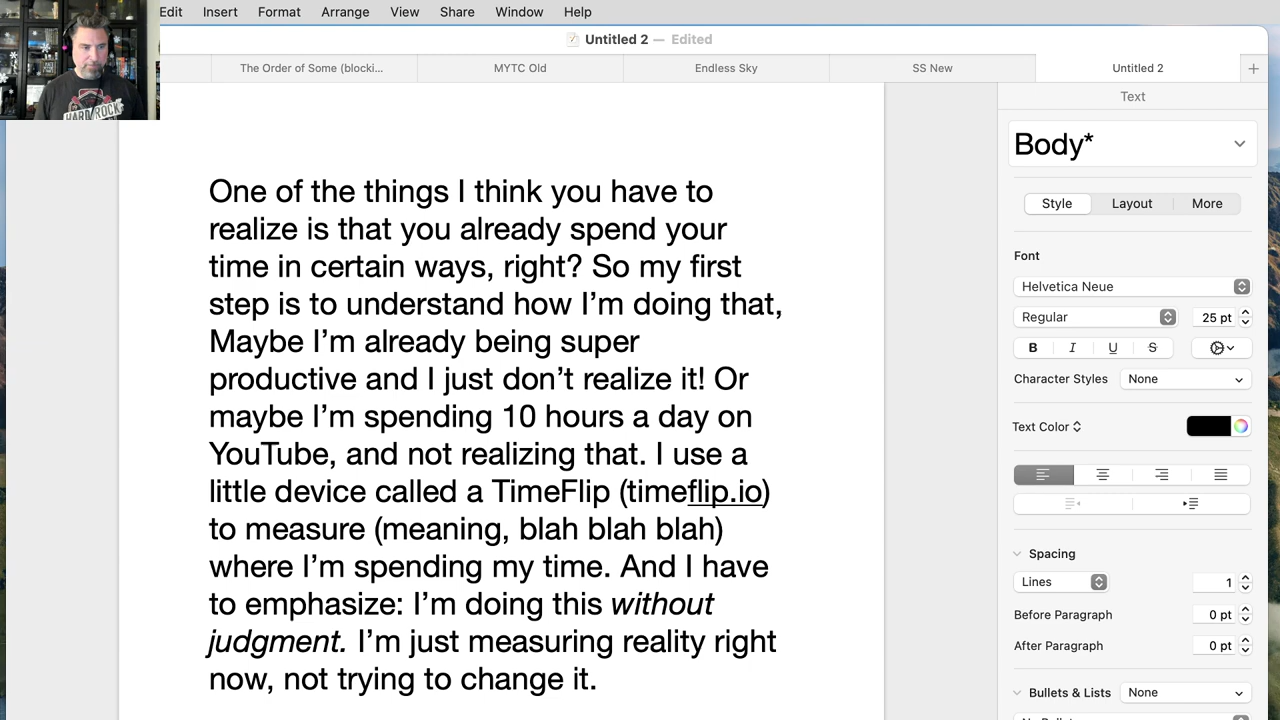 Edit Insert Format Arrange View Share Window Help
Untitled 2 — Edited
The Order of Some (blocki... MYTC Old Endless Sky SS New Untitled 2 +
Text
Body*
Style Layout More
Font
Helvetica Neue
Regular 25 pt
B I U S
Character Styles None
Text Color
Spacing
Lines 1
Before Paragraph 0 pt
After Paragraph 0 pt
Bullets & Lists None
HARD ROCK
One of the things I think you have to
realize is that you already spend your
time in certain ways, right? So my first
step is to understand how I’m doing that,
Maybe I’m already being super
productive and I just don’t realize it! Or
maybe I’m spending 10 hours a day on
YouTube, and not realizing that. I use a
little device called a TimeFlip (timeflip.io)
to measure (meaning, blah blah blah)
where I’m spending my time. And I have
to emphasize: I’m doing this without
judgment. I’m just measuring reality right
now, not trying to change it.